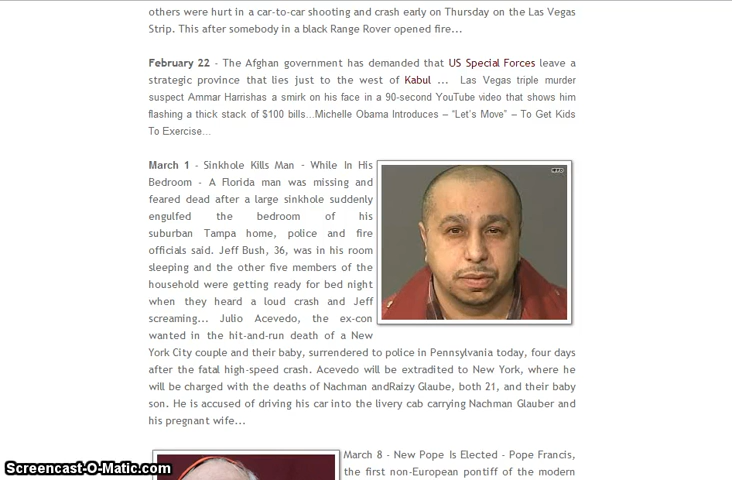 others were hurt in a car-to-car shooting and crash early on Thursday on the Las Vegas
Strip. This after somebody in a black Range Rover opened fire...
February 22 - The Afghan government has demanded that US Special Forces leave a
strategic province that lies just to the west of Kabul ... Las Vegas triple murder
suspect Ammar Harrishas a smirk on his face in a 90-second YouTube video that shows him
flashing a thick stack of $100 bills...Michelle Obama Introduces – “Let’s Move” – To Get Kids
To Exercise...
March 1 - Sinkhole Kills Man - While In His
Bedroom - A Florida man was missing and
feared dead after a large sinkhole suddenly
engulfed the bedroom of his
suburban Tampa home, police and fire
officials said. Jeff Bush, 36, was in his room
sleeping and the other five members of the
household were getting ready for bed night
when they heard a loud crash and Jeff
screaming... Julio Acevedo, the ex-con
wanted in the hit-and-run death of a New
York City couple and their baby, surrendered to police in Pennsylvania today, four days
after the fatal high-speed crash. Acevedo will be extradited to New York, where he
will be charged with the deaths of Nachman andRaizy Glaube, both 21, and their baby
son. He is accused of driving his car into the livery cab carrying Nachman Glauber and
his pregnant wife...
March 8 - New Pope Is Elected - Pope Francis,
the first non-European pontiff of the modern
Screencast-O-Matic.com